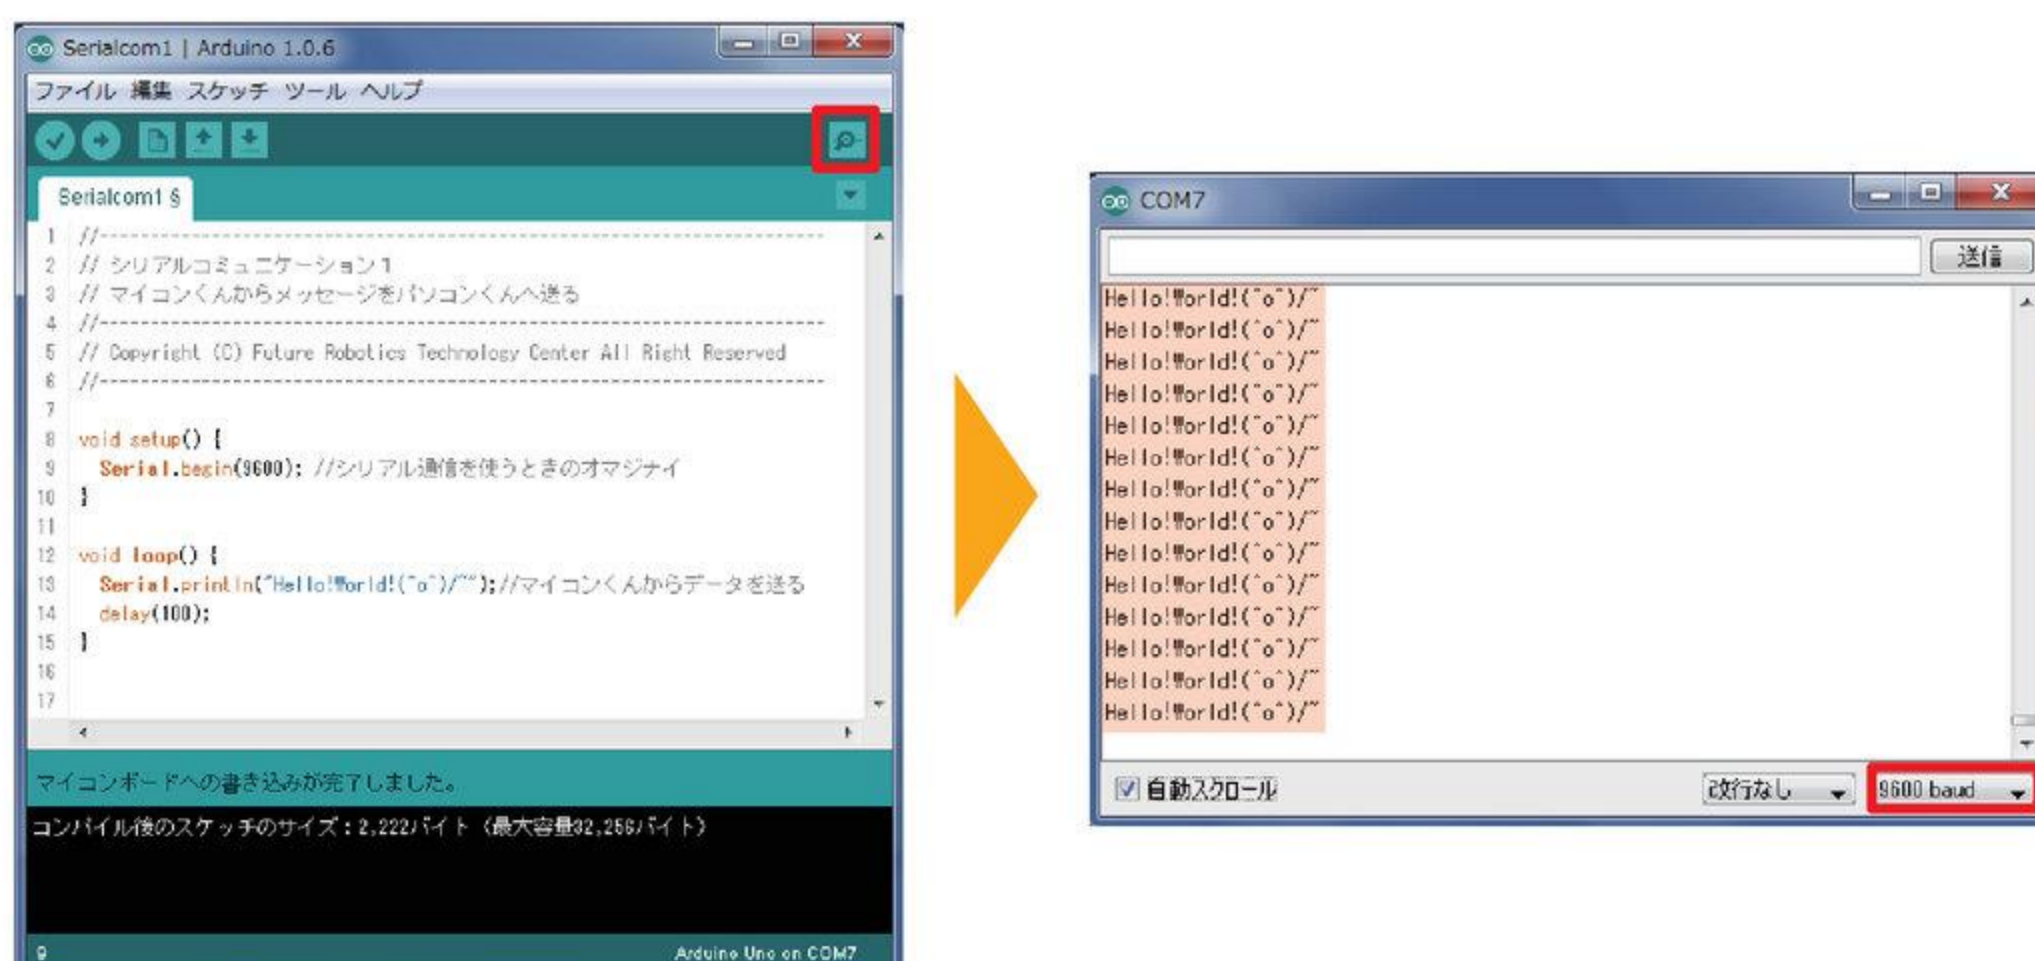 Serialcom1 | Arduino 1.0.6
ファイル 編集 スケッチ ツール ヘルプ
Serialcom1 §
1 //------------------------------------------------------------------------
2 // シリアルコミュニケーション１
3 // マイコンくんからメッセージをパソコンくんへ送る
4 //------------------------------------------------------------------------
5 // Copyright (C) Future Robotics Technology Center All Right Reserved
6 //------------------------------------------------------------------------
7
8 void setup() {
9 Serial.begin(9600); //シリアル通信を使うときのオマジナイ
10 }
11
12 void loop() {
13 Serial.println("Hello!World!(^o^)/~");//マイコンくんからデータを送る
14 delay(100);
15 }
16
17
マイコンボードへの書き込みが完了しました。
コンパイル後のスケッチのサイズ：2,222バイト（最大容量32,256バイト）
9 Arduino Uno on COM7
COM7
送信
Hello!World!(^o^)/~
Hello!World!(^o^)/~
Hello!World!(^o^)/~
Hello!World!(^o^)/~
Hello!World!(^o^)/~
Hello!World!(^o^)/~
Hello!World!(^o^)/~
Hello!World!(^o^)/~
Hello!World!(^o^)/~
Hello!World!(^o^)/~
Hello!World!(^o^)/~
Hello!World!(^o^)/~
Hello!World!(^o^)/~
Hello!World!(^o^)/~
自動スクロール 改行なし 9600 baud